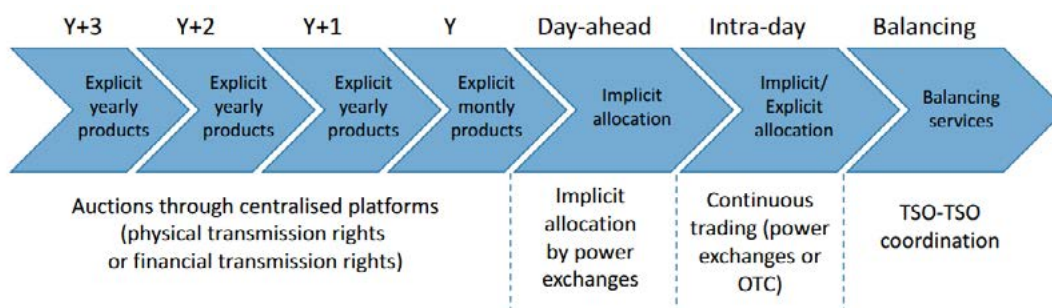 Y+3 Y+2 Y+1 Y Day-ahead Intra-day Balancing
Explicit
yearly
products
Explicit
yearly
products
Explicit
yearly
products
Explicit
montly
products
Implicit
allocation
Implicit/
Explicit
allocation
Balancing
services
Auctions through centralised platforms
(physical transmission rights
or financial transmission rights)
Implicit
allocation
by power
exchanges
Continuous
trading (power
exchanges or
OTC)
TSO-TSO
coordination